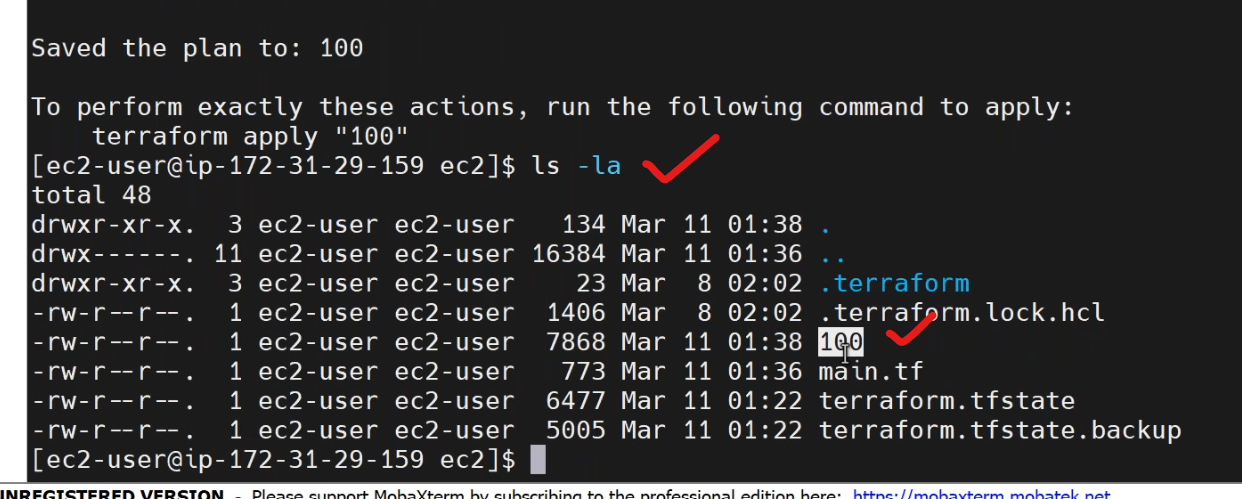 Saved the plan to: 100
To perform exactly these actions, run the following command to apply:
terraform apply "100"
[ec2-user@ip-172-31-29-159 ec2]$ ls -la
total 48
drwxr-xr-x. 3 ec2-user ec2-user 134 Mar 11 01:38 .
drwx------. 11 ec2-user ec2-user 16384 Mar 11 01:36 ..
drwxr-xr-x. 3 ec2-user ec2-user 23 Mar 8 02:02 .terraform
-rw-r--r--. 1 ec2-user ec2-user 1406 Mar 8 02:02 .terraform.lock.hcl
-rw-r--r--. 1 ec2-user ec2-user 7868 Mar 11 01:38 100
-rw-r--r--. 1 ec2-user ec2-user 773 Mar 11 01:36 main.tf
-rw-r--r--. 1 ec2-user ec2-user 6477 Mar 11 01:22 terraform.tfstate
-rw-r--r--. 1 ec2-user ec2-user 5005 Mar 11 01:22 terraform.tfstate.backup
[ec2-user@ip-172-31-29-159 ec2]$
UNREGISTERED VERSION - Please support MobaXterm by subscribing to the professional edition here: https://mobaxterm.mobatek.net